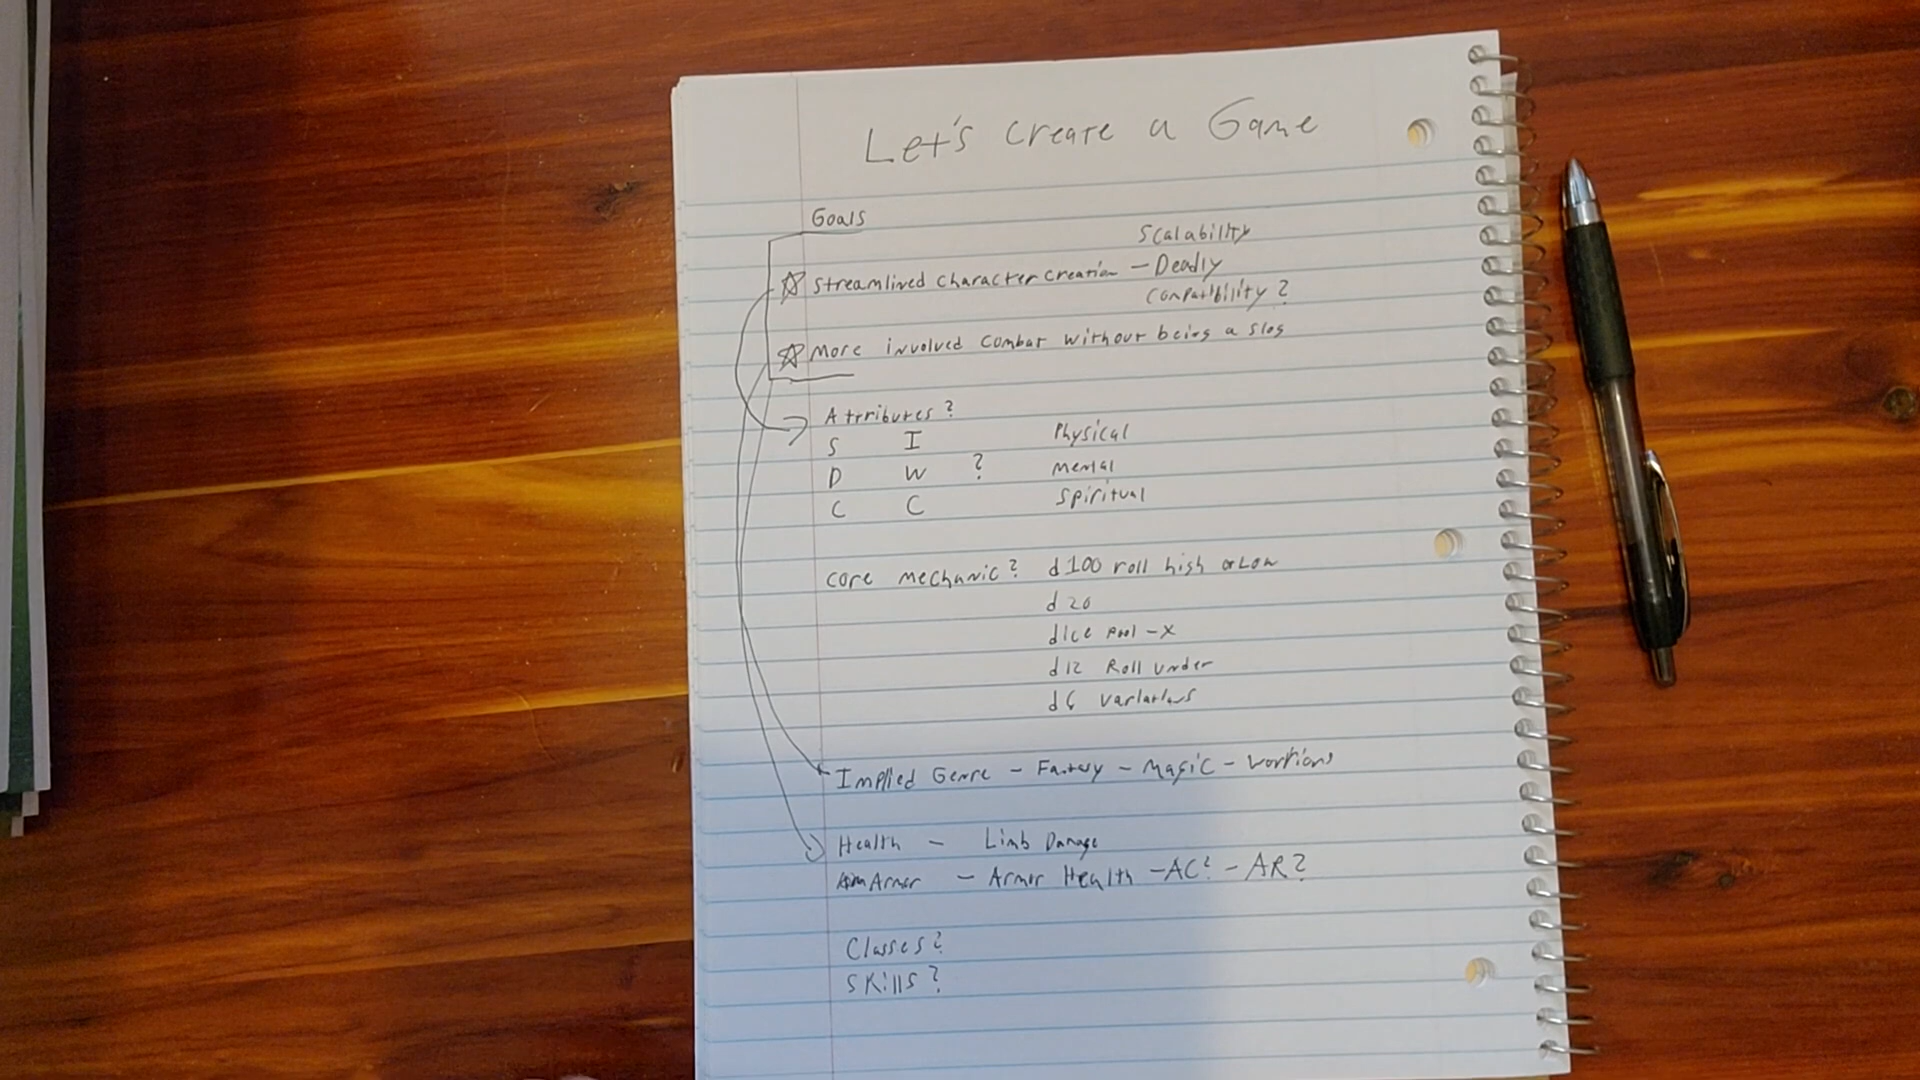 Let's Create a Game
Goals
Scalability
Streamlined Character Creation - Deadly
Compatibility?
More involved Combat without being a slog
Attributes?
S I Physical
D W ? Mental
C C Spiritual
Core Mechanic? d100 roll high or Low
d20
dice Pool - X
d12 Roll under
d6 variations
Implied Genre - Fantasy - Magic -
Health - Limb Damage
Armor - Armor Health - AC? - AR?
Classes?
Skills?